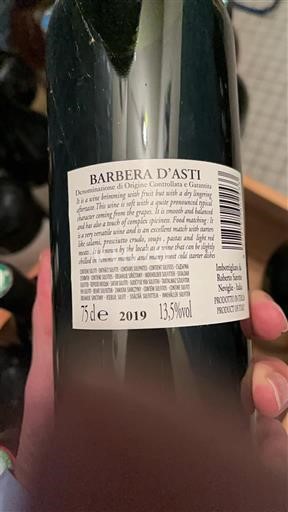 BARBERA D'ASTI
Denominazione di Origine Controllata e Garantita
It is a wine brimming with fruit but with a dry lingering
aftertaste. This wine is soft with a quite pronounced typical
character coming from the grapes. It is smooth and balanced
and has also a touch of complex spiciness. Food matching: It
is a very versatile wine and is an excellent match with starters
like salami, prosciutto crudo, soups, pastas and light red
meat. It is known by the locals as a wine that can be slightly
chilled in summer months and many eat cold starter dishes
75 cl e 2019 13,5%vol
Imbottigliato da
Roberto Sarotto
Neviglie - Italia
PRODOTTO IN ITALIA
PRODUCT OF ITALY